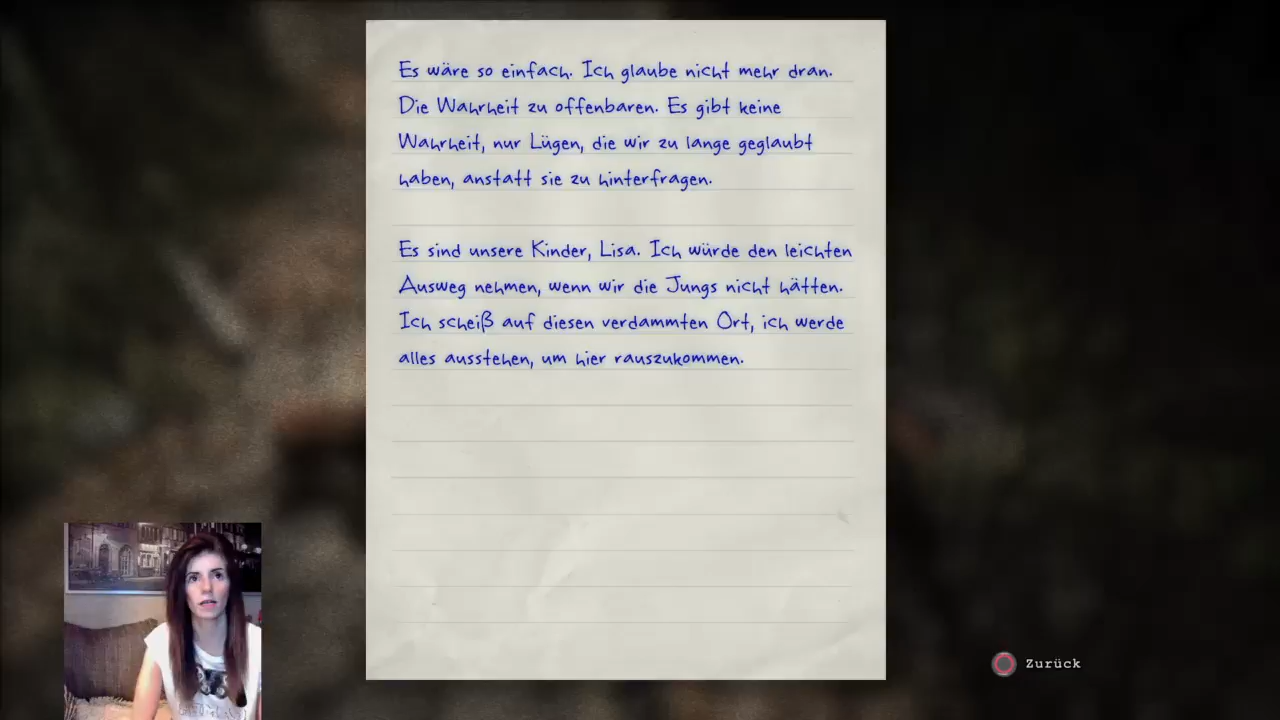 Es wäre so einfach. Ich glaube nicht mehr dran.
Die Wahrheit zu offenbaren. Es gibt keine
Wahrheit, nur Lügen, die wir zu lange geglaubt
haben, anstatt sie zu hinterfragen.
Es sind unsere Kinder, Lisa. Ich würde den leichten
Ausweg nehmen, wenn wir die Jungs nicht hätten.
Ich scheiß auf diesen verdammten Ort, ich werde
alles ausstehen, um hier rauszukommen.
Zurück